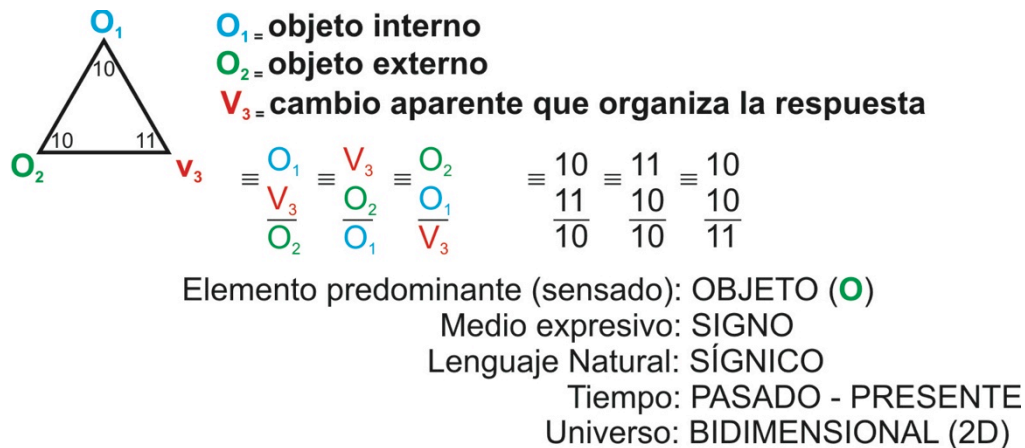 O₁
10
10 11
O₂ v₃
O₁ = objeto interno
O₂ = objeto externo
V₃ = cambio aparente que organiza la respuesta
≡ O₁ ≡ V₃ ≡ O₂ ≡ 10 ≡ 11 ≡ 10
V₃ O₂ O₁ 11 10 10
O₂ O₁ V₃ 10 10 11
Elemento predominante (sensado): OBJETO (O)
Medio expresivo: SIGNO
Lenguaje Natural: SÍGNICO
Tiempo: PASADO - PRESENTE
Universo: BIDIMENSIONAL (2D)